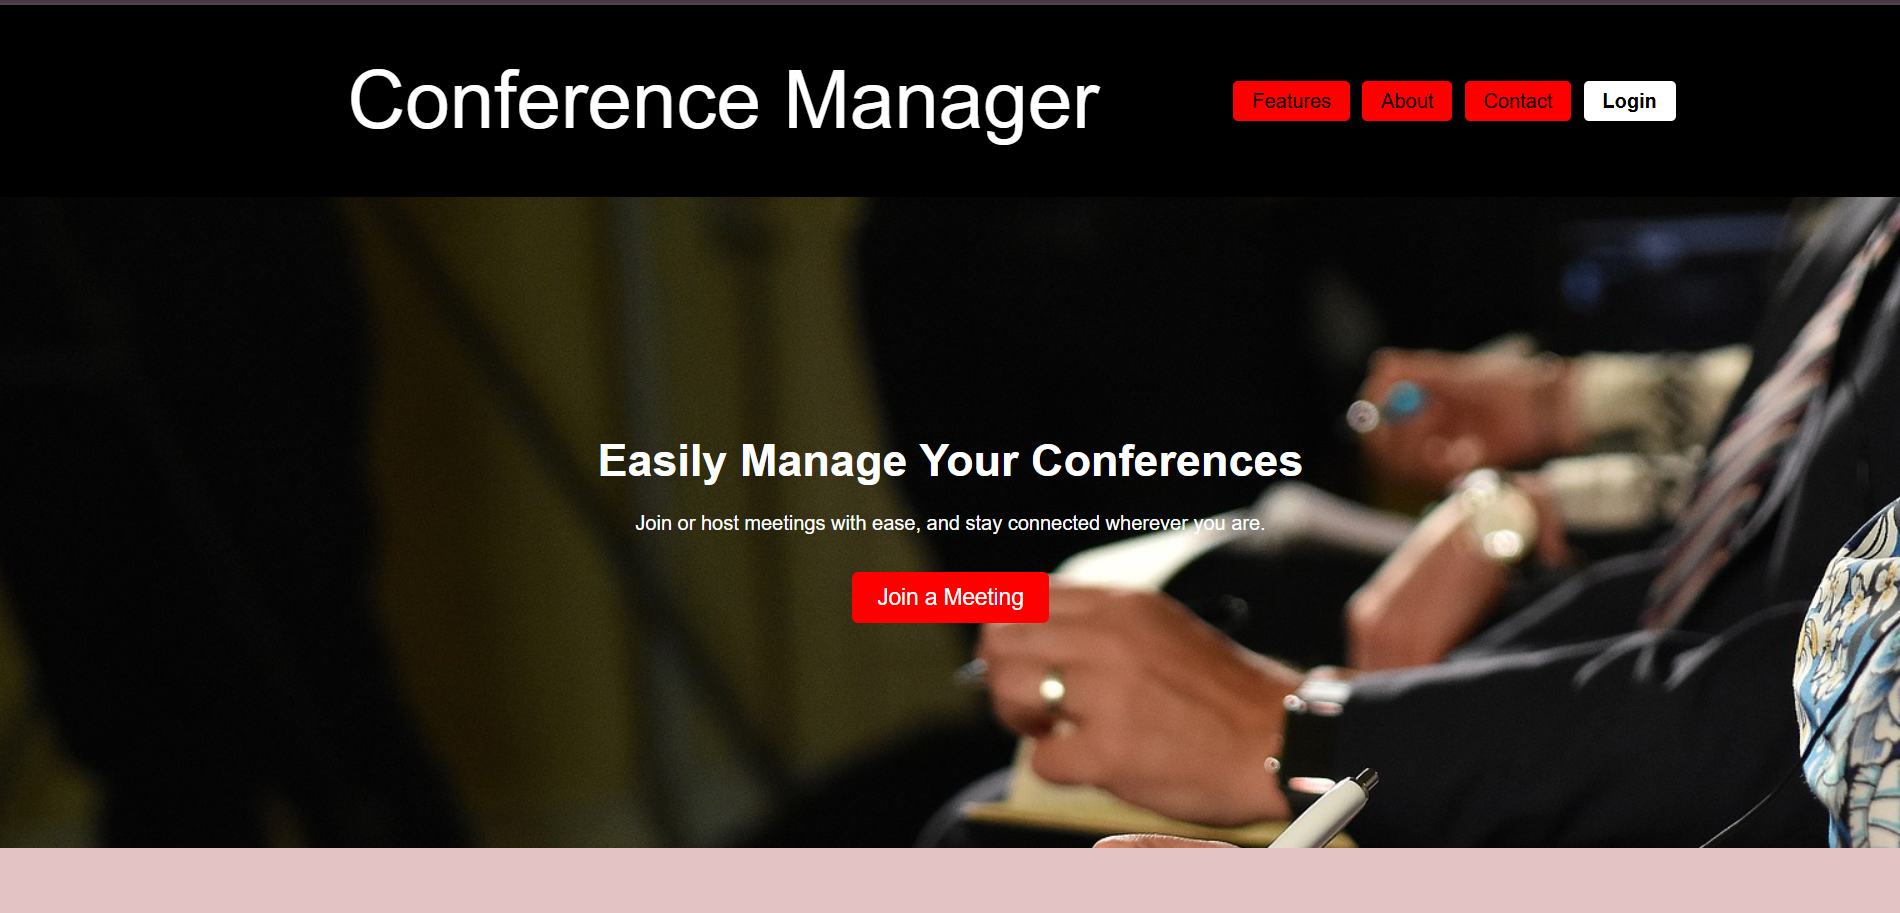 Conference Manager
Features About Contact Login
Easily Manage Your Conferences
Join or host meetings with ease, and stay connected wherever you are.
Join a Meeting